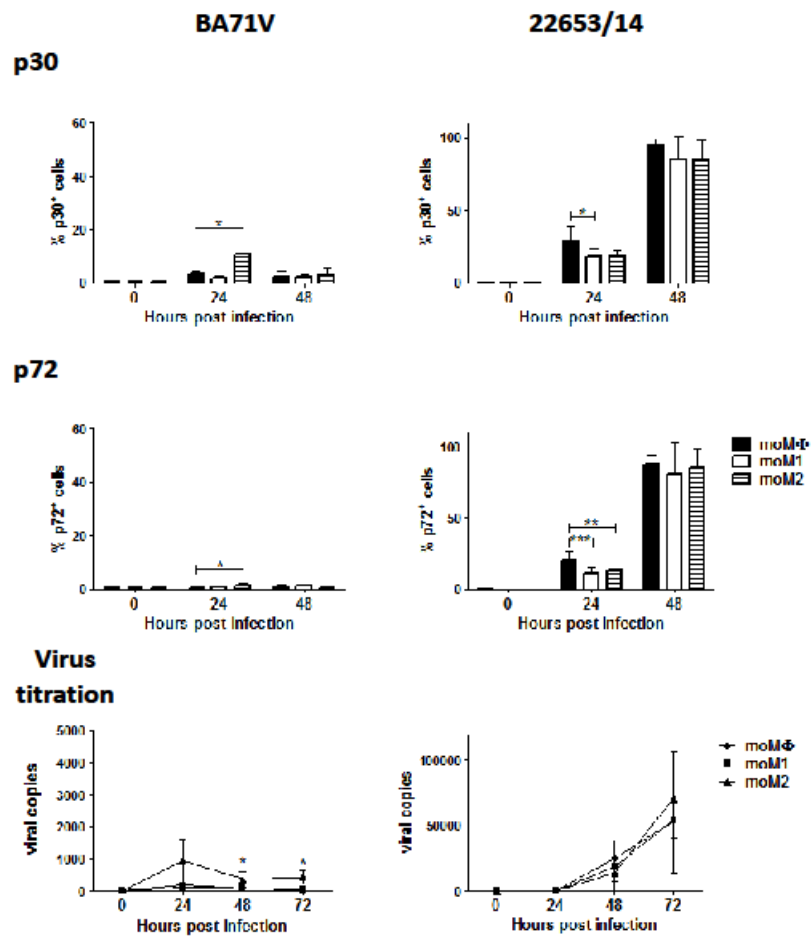 BA71V 22653/14
p30
60
40
20
0
% p30⁺ cells
*
0 24 48
Hours post infection
100
50
0
% p30⁺ cells
*
0 24 48
Hours post infection
p72
60
40
20
0
% p72⁺ cells
*
0 24 48
Hours post Infection
100
50
0
% p72⁺ cells
**
***
0 24 48
Hours post Infection
moMΦ
moM1
moM2
Virus
titration
5000
4000
3000
2000
1000
0
viral copies
* *
0 24 48 72
Hours post Infection
100000
50000
0
viral copies
0 24 48 72
Hours post infection
moMΦ
moM1
moM2